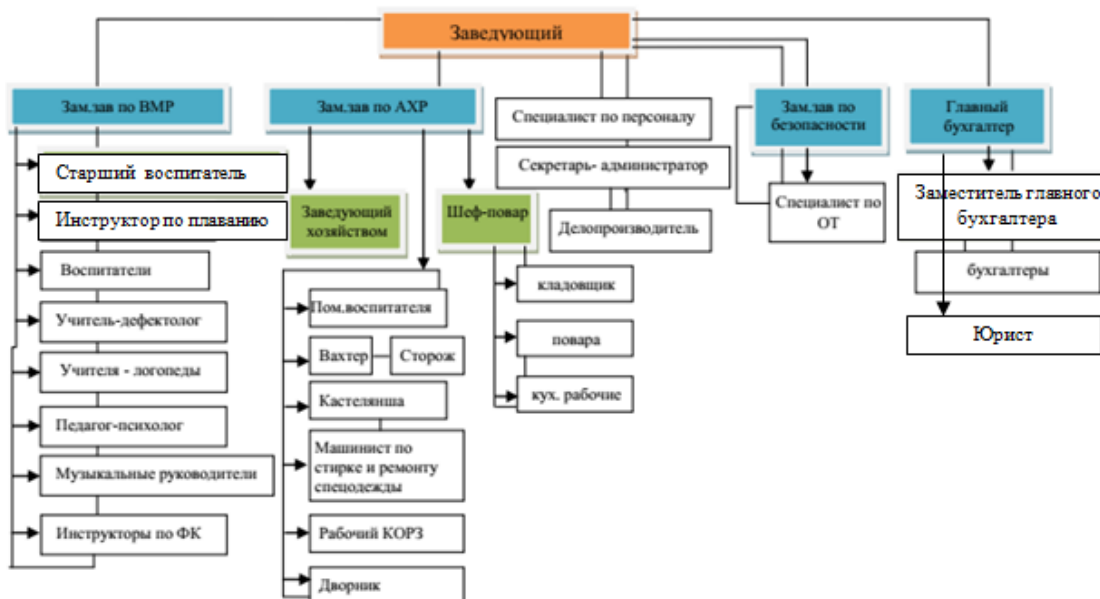 Заведующий
Зам.зав по ВМР
Старший воспитатель
Инструктор по плаванию
Воспитатели
Учитель-дефектолог
Учителя - логопеды
Педагог-психолог
Музыкальные руководители
Инструкторы по ФК
Зам.зав по АХР
Заведующий
хозяйством
Шеф-повар
Пом.воспитателя
Вахтер
Сторож
Кастелянша
Машинист по
стирке и ремонту
спецодежды
Рабочий КОРЗ
Дворник
кладовщик
повара
кух. рабочие
Специалист по персоналу
Секретарь- администратор
Делопроизводитель
Зам.зав по
безопасности
Специалист по
ОТ
Главный
бухгалтер
Заместитель главного
бухгалтера
бухгалтеры
Юрист